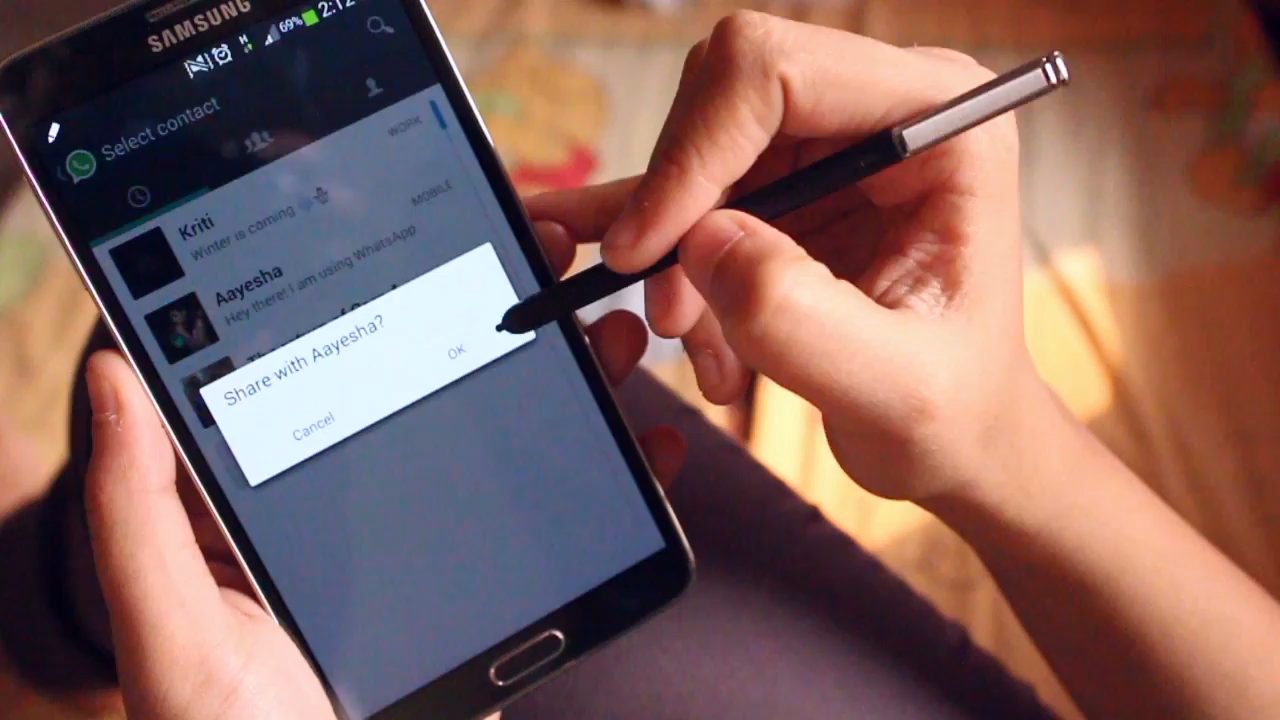 SAMSUNG
H 69% 2:12
Select contact
Kriti
WORK
Winter is coming
Aayesha
MOBILE
Hey there! I am using WhatsApp
Share with Aayesha?
Cancel
OK